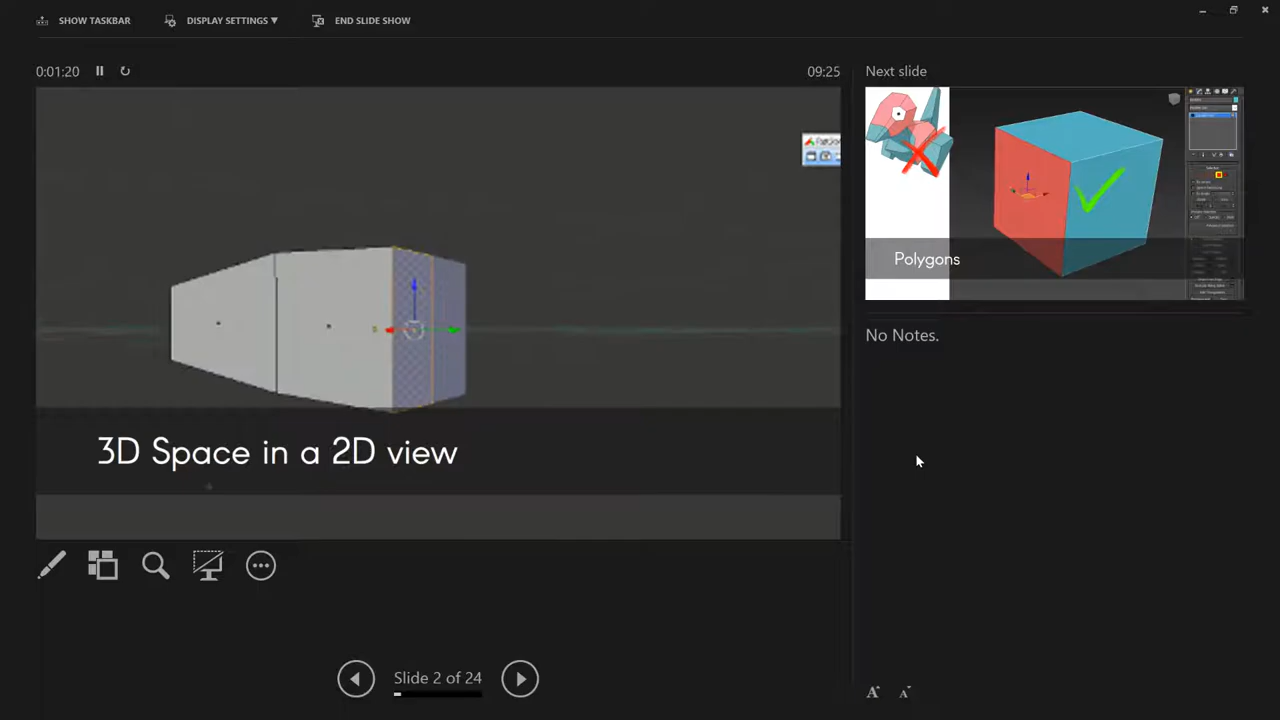 SHOW TASKBAR
DISPLAY SETTINGS ▼
END SLIDE SHOW
0:01:20
09:25
3D Space in a 2D view
Slide 2 of 24
Next slide
Polygons
No Notes.
A
A